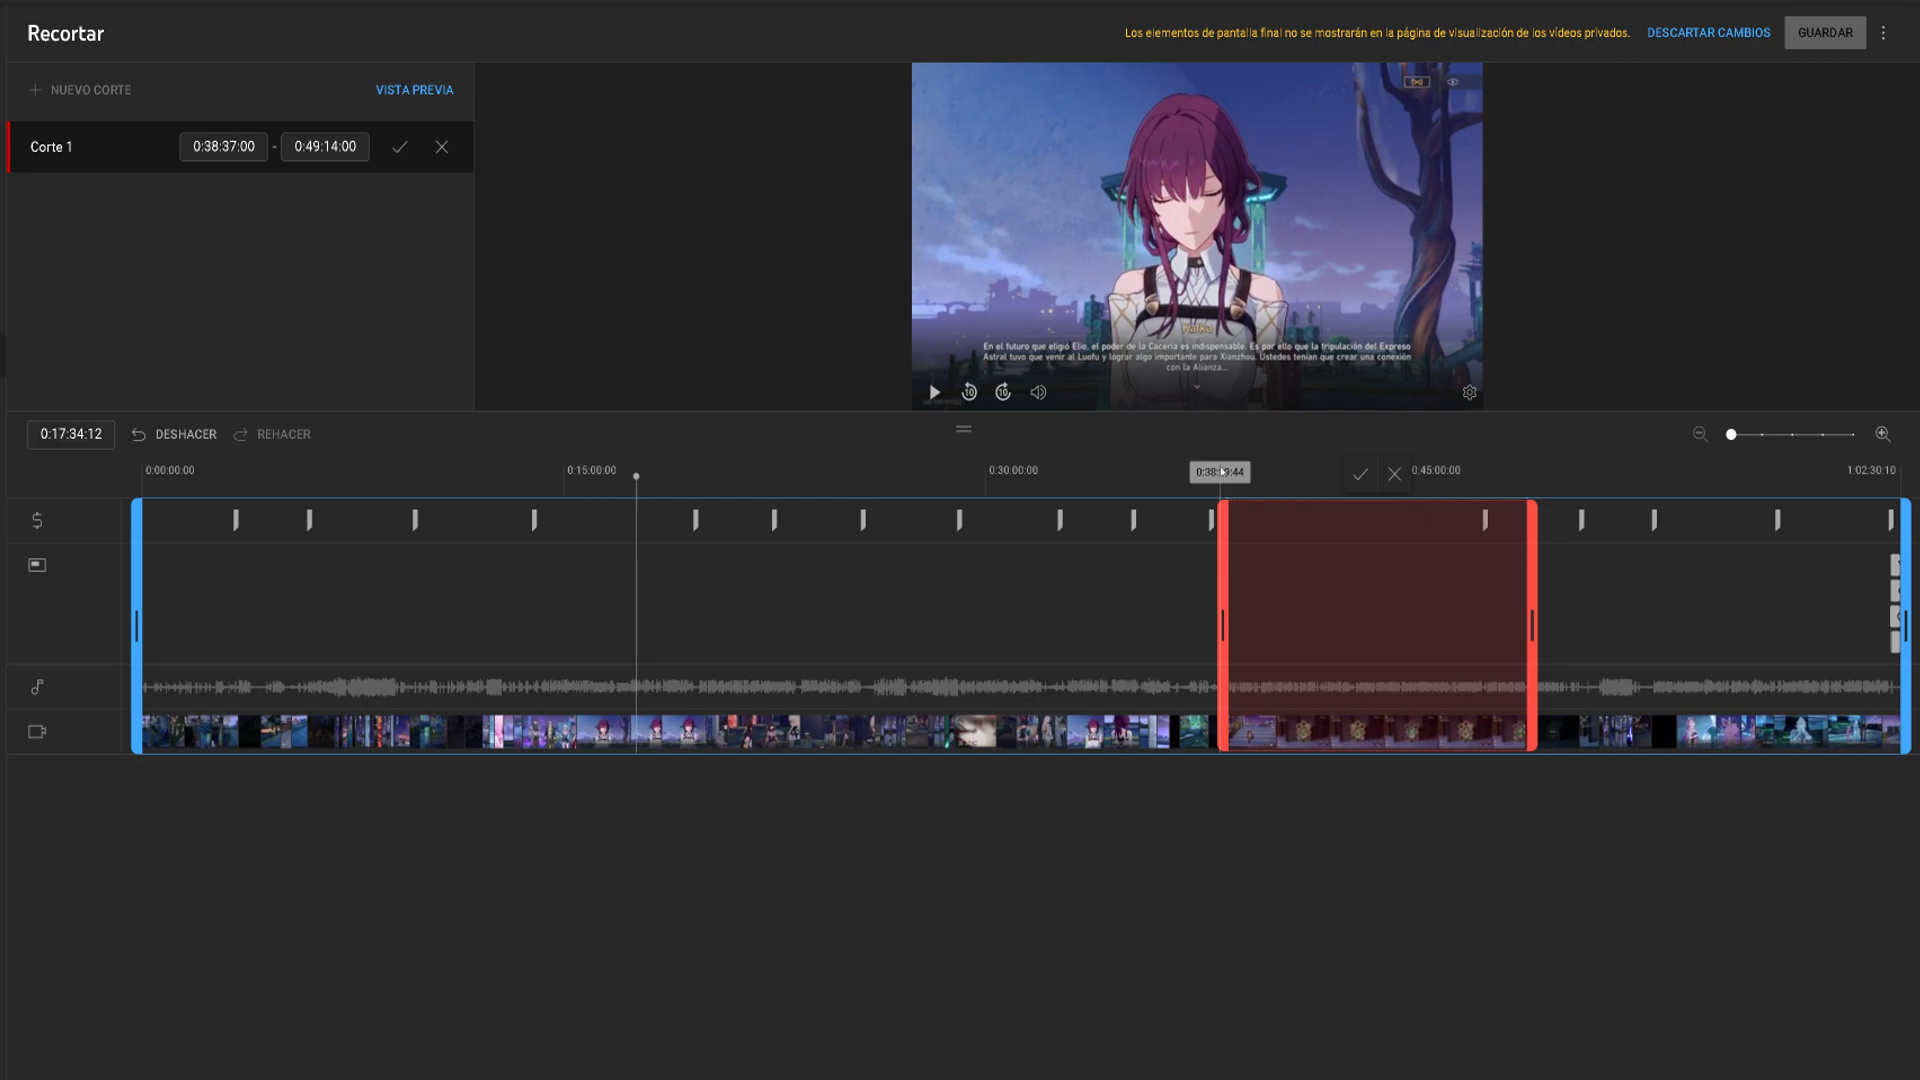 Recortar
Los elementos de pantalla final no se mostrarán en la página de visualización de los vídeos privados.
DESCARTAR CAMBIOS
GUARDAR
NUEVO CORTE
VISTA PREVIA
Corte 1
0:38:37:00 - 0:49:14:00
Kafka
En el futuro que eligió Elio, el poder de la Cacería es indispensable. Es por ello que la tripulación del Expreso
Astral tuvo que venir al Luofu y lograr algo importante para Xianzhou. Ustedes tenían que crear una conexión
con la Alianza...
10
10
0:17:34:12
DESHACER
REHACER
0:00:00:00
0:15:00:00
0:30:00:00
0:45:00:00
1:02:30:10